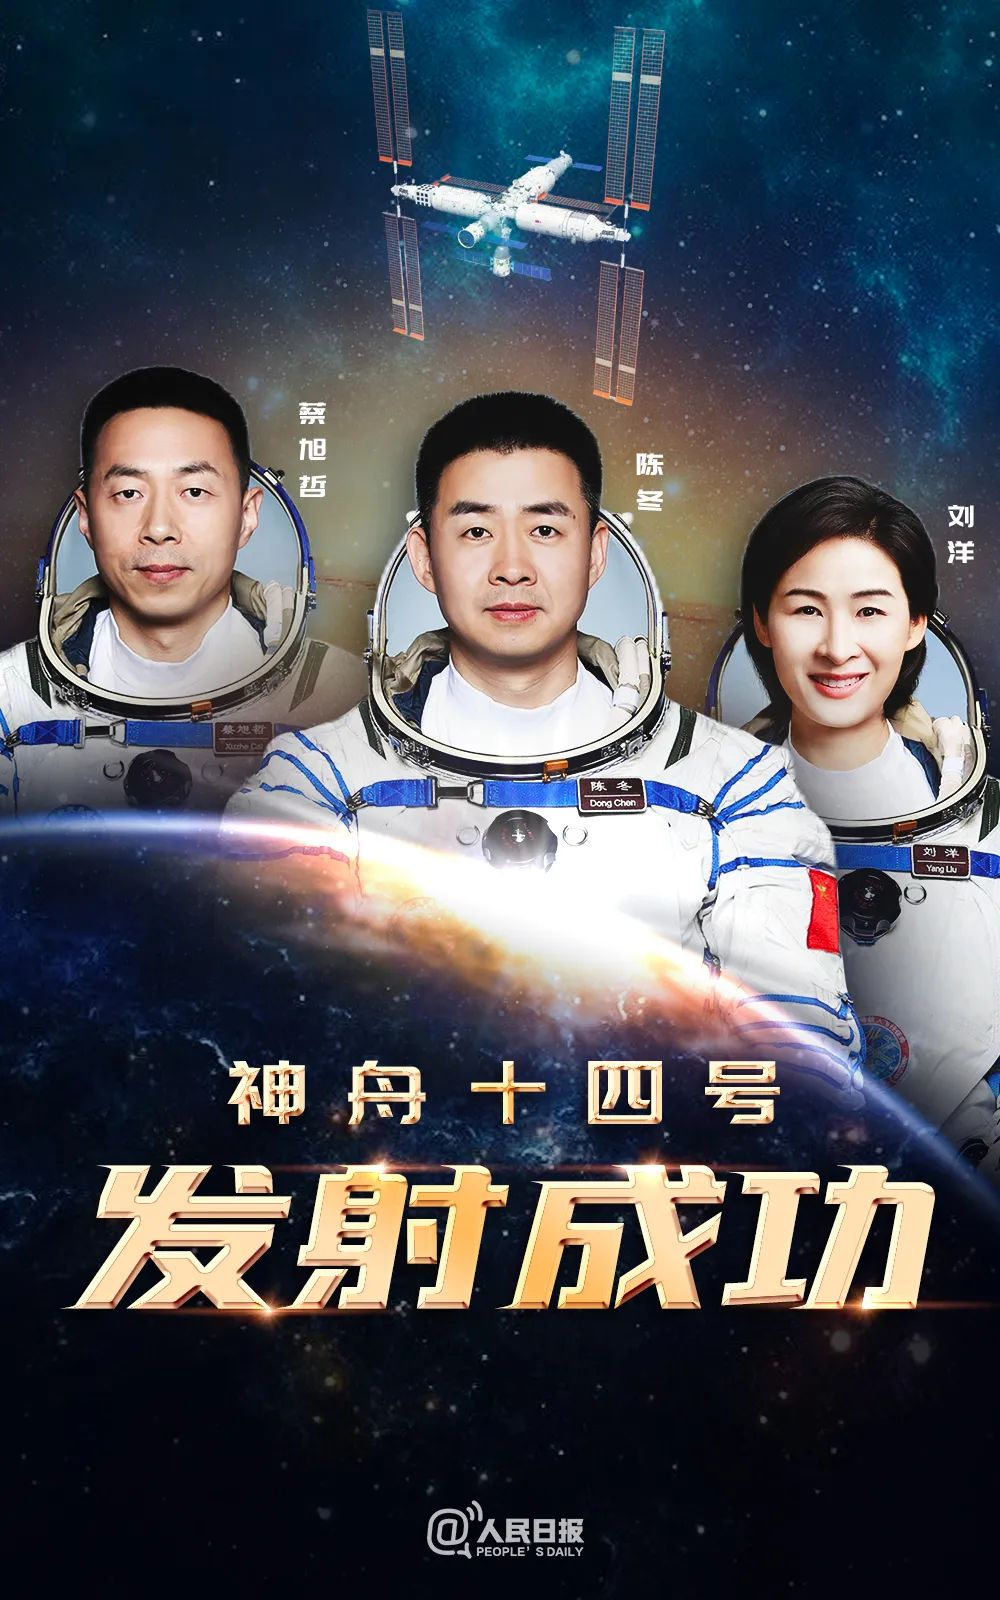 蔡旭哲
陈冬
刘洋
蔡旭哲
Xuzhe Cai
陈冬
Dong Chen
刘洋
Yang Liu
神舟十四号
发射成功
@人民日报
PEOPLE'S DAILY